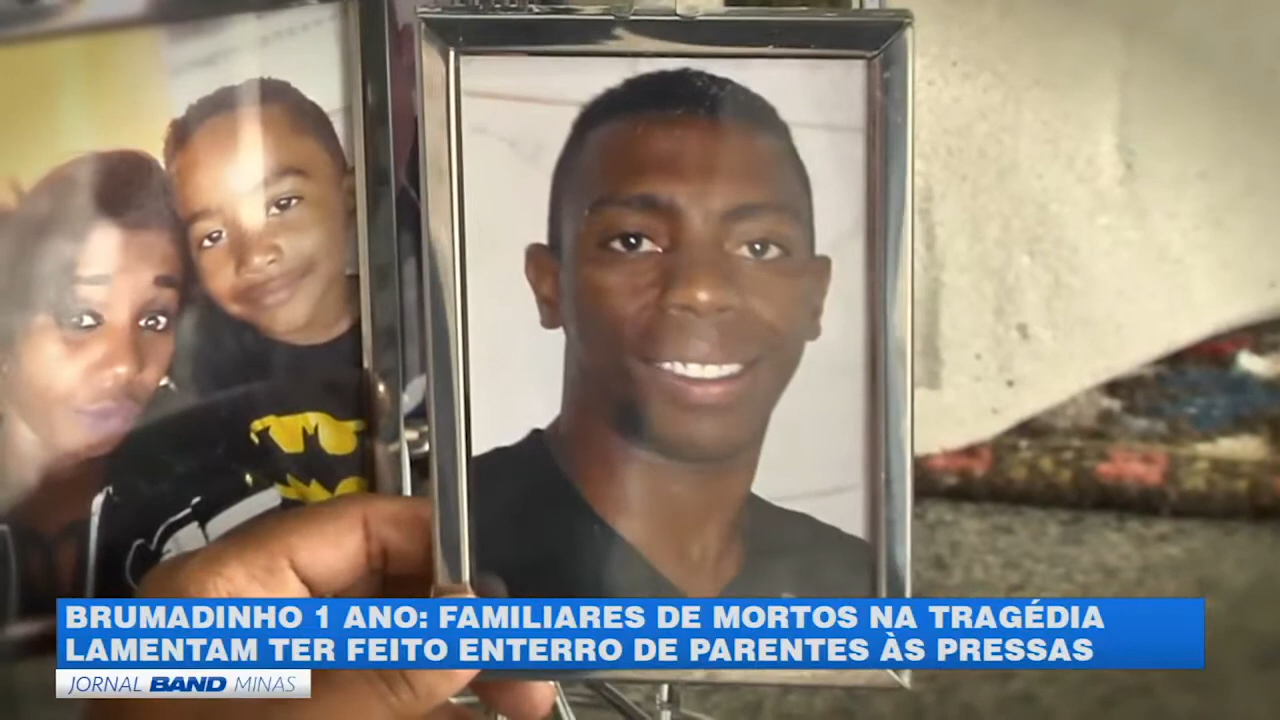 BRUMADINHO 1 ANO: FAMILIARES DE MORTOS NA TRAGÉDIA
LAMENTAM TER FEITO ENTERRO DE PARENTES ÀS PRESSAS
JORNAL BAND MINAS